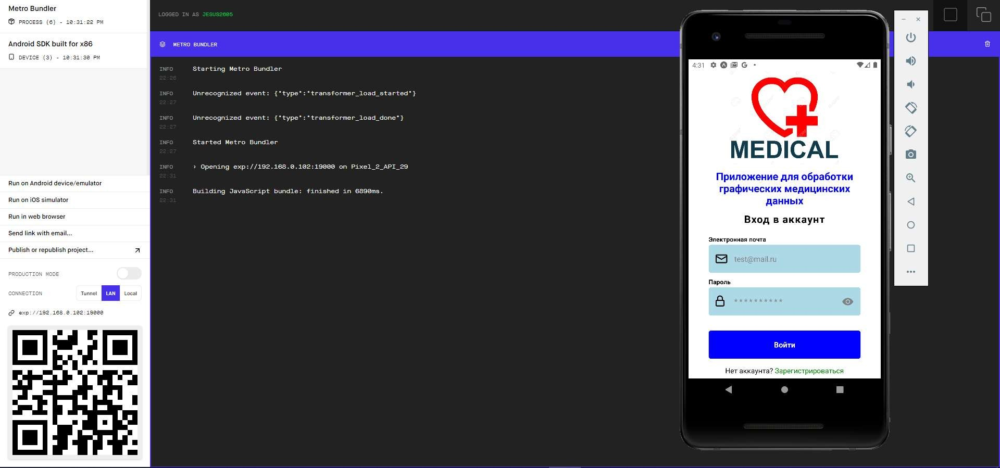 Metro Bundler
PROCESS (6) - 10:31:22 PM
Android SDK built for x86
DEVICE (3) - 10:31:30 PM
Run on Android device/emulator
Run on iOS simulator
Run in web browser
Send link with email...
Publish or republish project...
PRODUCTION MODE
CONNECTION
Tunnel LAN Local
exp://192.168.0.102:19000
LOGGED IN AS JESUS2605
METRO BUNDLER
INFO Starting Metro Bundler
22:26
INFO Unrecognized event: {"type":"transformer_load_started"}
22:27
INFO Unrecognized event: {"type":"transformer_load_done"}
22:27
INFO Started Metro Bundler
22:27
INFO › Opening exp://192.168.0.102:19000 on Pixel_2_API_29
22:31
INFO Building JavaScript bundle: finished in 6890ms.
22:31
4:31
MEDICAL
Приложение для обработки
графических медицинских
данных
Вход в аккаунт
Электронная почта
test@mail.ru
Пароль
**********
Войти
Нет аккаунта? Зарегистрироваться